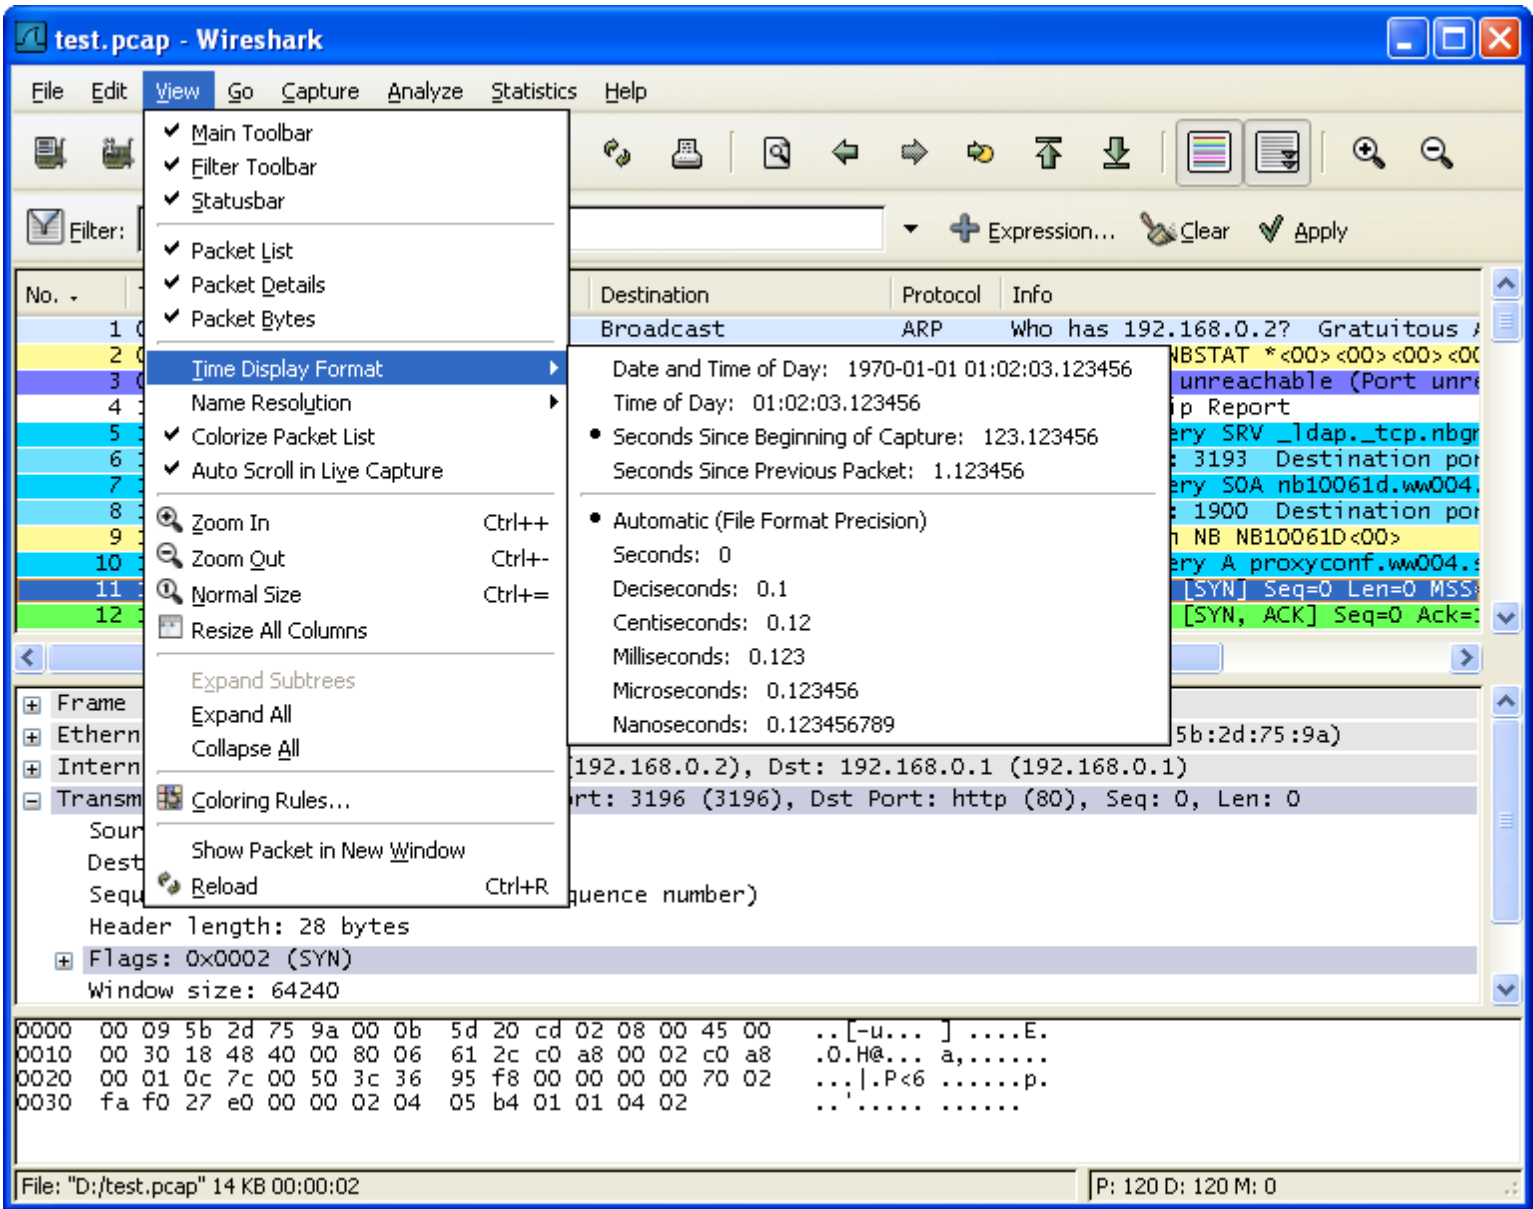 test.pcap - Wireshark
File Edit View Go Capture Analyze Statistics Help
Main Toolbar
Filter Toolbar
Statusbar
Packet List
Packet Details
Packet Bytes
Time Display Format
Name Resolution
Colorize Packet List
Auto Scroll in Live Capture
Zoom In Ctrl++
Zoom Out Ctrl+-
Normal Size Ctrl+=
Resize All Columns
Expand Subtrees
Expand All
Collapse All
Coloring Rules...
Show Packet in New Window
Reload Ctrl+R
Date and Time of Day: 1970-01-01 01:02:03.123456
Time of Day: 01:02:03.123456
Seconds Since Beginning of Capture: 123.123456
Seconds Since Previous Packet: 1.123456
Automatic (File Format Precision)
Seconds: 0
Deciseconds: 0.1
Centiseconds: 0.12
Milliseconds: 0.123
Microseconds: 0.123456
Nanoseconds: 0.123456789
Filter: Expression... Clear Apply
No. Destination Protocol Info
1 Broadcast ARP Who has 192.168.0.2? Gratuitous
2 NBSTAT *<00><00><00><0
3 unreachable (Port
4 Report
5 SRV _ldap._tcp.
6 3193 Destination
7 SOA nb10061d.ww004.
8 1900 Destination
9 NB NB10061D<00>
10 A proxyconf.ww004.
11 [SYN] Seq=0 Len=0 MSS
12 [SYN, ACK] Seq=0
Frame
Ethern 5b:2d:75:9a)
Intern (192.168.0.2), Dst: 192.168.0.1 (192.168.0.1)
Transm rt: 3196 (3196), Dst Port: http (80), Seq: 0, Len: 0
Sour
Dest
Sequ quence number)
Header length: 28 bytes
Flags: 0x0002 (SYN)
Window size: 64240
0000 00 09 5b 2d 75 9a 00 0b 5d 20 cd 02 08 00 45 00 ..[-u... ] ....E.
0010 00 30 18 48 40 00 80 06 61 2c c0 a8 00 02 c0 a8 .0.H@... a,......
0020 00 01 0c 7c 00 50 3c 36 95 f8 00 00 00 00 70 02 ...|.P<6 ......p.
0030 fa f0 27 e0 00 00 02 04 05 b4 01 01 04 02 ..'..... ......
File: "D:/test.pcap" 14 KB 00:00:02 P: 120 D: 120 M: 0